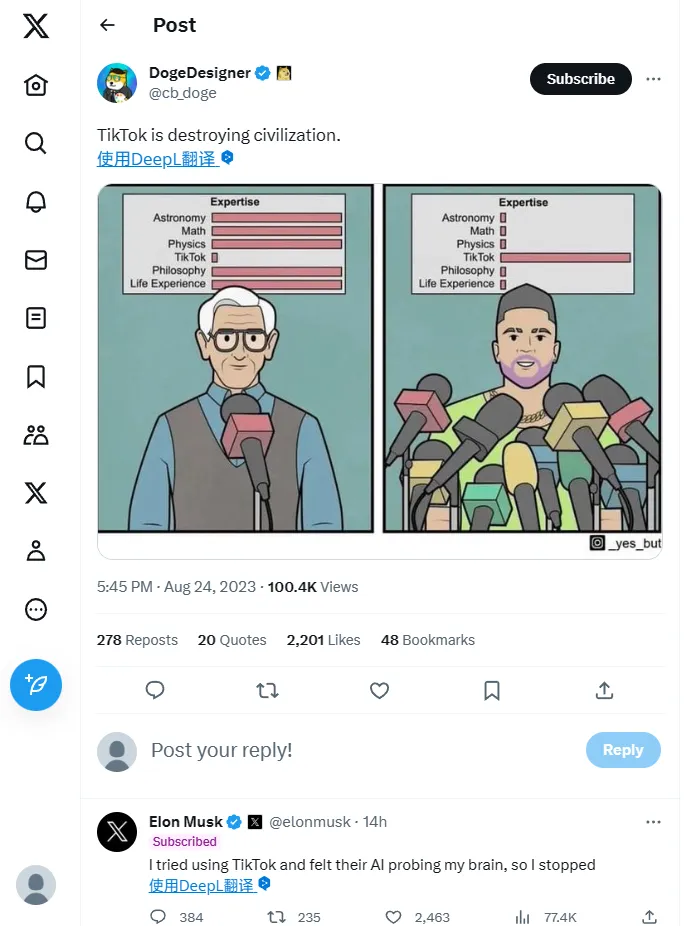 Post
DogeDesigner
@cb_doge
Subscribe
TikTok is destroying civilization.
使用DeepL翻译
Expertise
Astronomy
Math
Physics
TikTok
Philosophy
Life Experience
Expertise
Astronomy
Math
Physics
TikTok
Philosophy
Life Experience
_yes_but
5:45 PM · Aug 24, 2023 · 100.4K Views
278 Reposts 20 Quotes 2,201 Likes 48 Bookmarks
Post your reply!
Reply
Elon Musk @elonmusk · 14h
Subscribed
I tried using TikTok and felt their AI probing my brain, so I stopped
使用DeepL翻译
384 235 2,463 77.4K